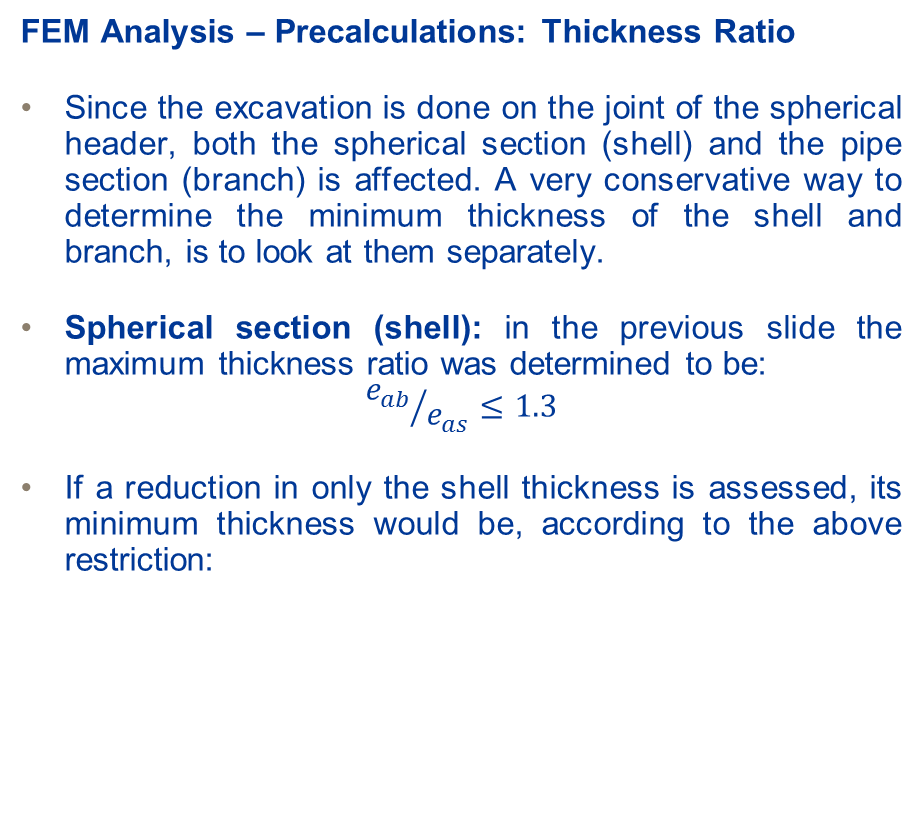 FEM Analysis – Precalculations: Thickness Ratio
• Since the excavation is done on the joint of the spherical
header, both the spherical section (shell) and the pipe
section (branch) is affected. A very conservative way to
determine the minimum thickness of the shell and
branch, is to look at them separately.
• Spherical section (shell): in the previous slide the
maximum thickness ratio was determined to be:
e_{ab}/e_{as} ≤ 1.3
• If a reduction in only the shell thickness is assessed, its
minimum thickness would be, according to the above
restriction: